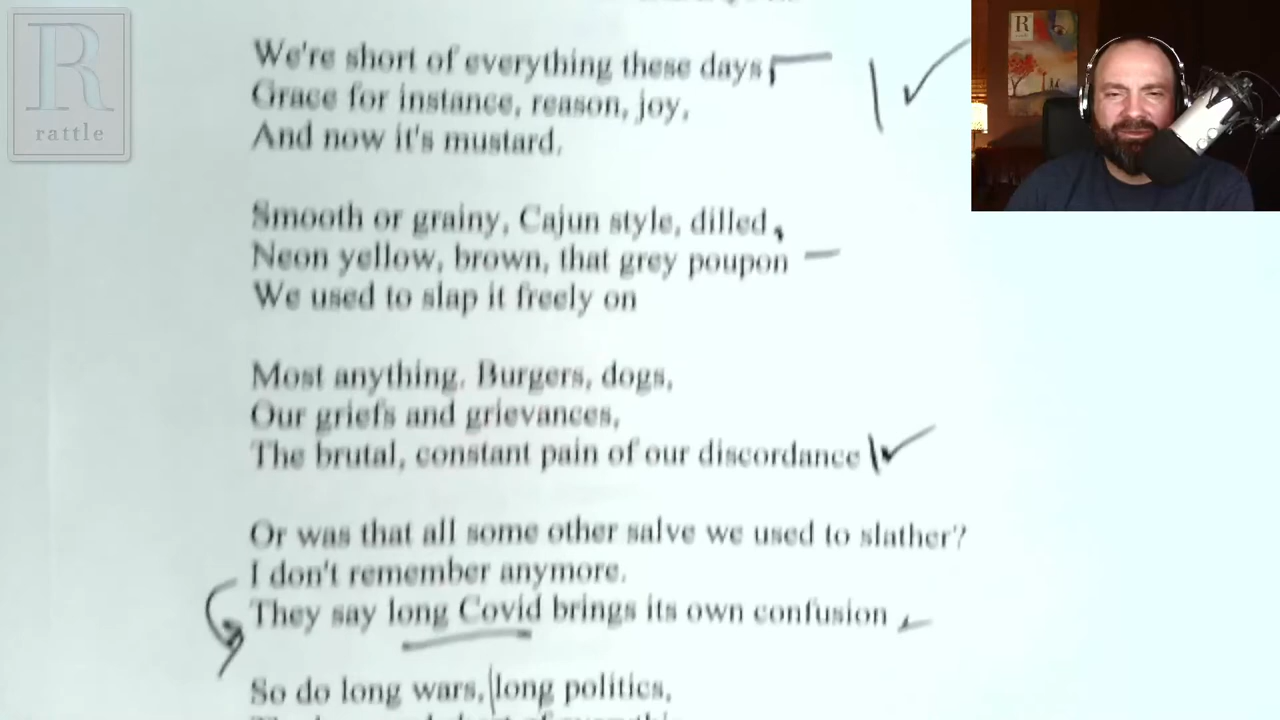 R
rattle
R
We're short of everything these days,
Grace for instance, reason, joy,
And now it's mustard.
Smooth or grainy, Cajun style, dilled,
Neon yellow, brown, that grey poupon —
We used to slap it freely on
Most anything. Burgers, dogs,
Our griefs and grievances,
The brutal, constant pain of our discordance
Or was that all some other salve we used to slather?
I don't remember anymore.
They say long Covid brings its own confusion
So do long wars, long politics,